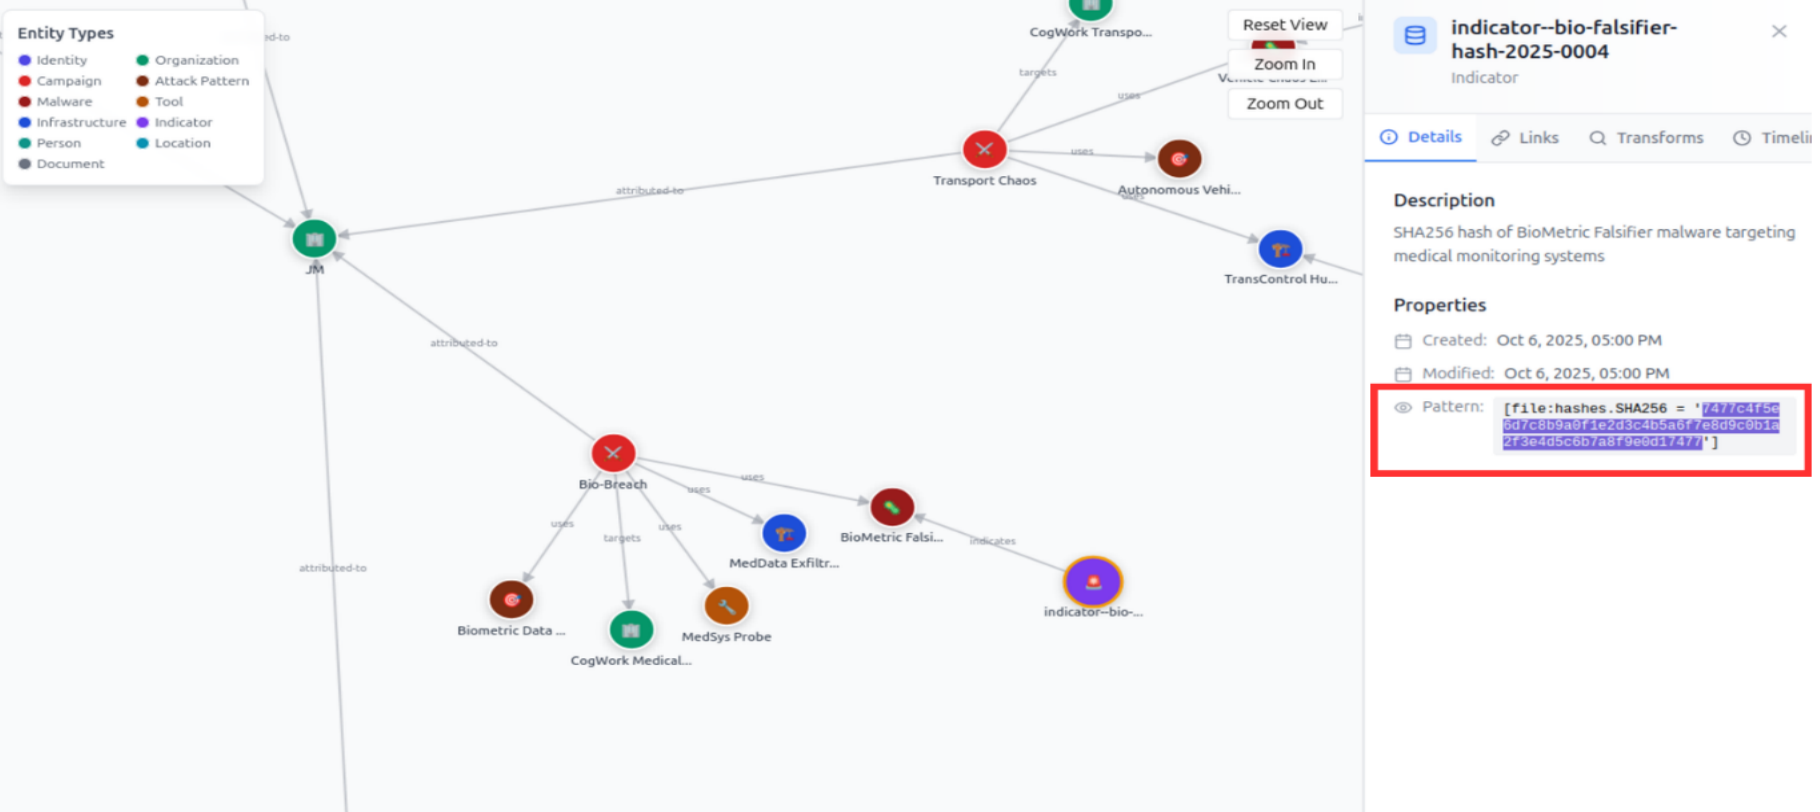 Entity Types
Identity
Organization
Campaign
Attack Pattern
Malware
Tool
Infrastructure
Indicator
Person
Location
Document
ed-to
CogWork Transpo...
targets
uses
Reset View
Zoom In
Zoom Out
Transport Chaos
uses
Autonomous Vehi...
uses
attributed-to
JM
TransControl Hu...
attributed-to
Bio-Breach
uses
uses
uses
targets
uses
BioMetric Falsi...
indicates
MedData Exfiltr...
attributed-to
indicator--bio-...
Biometric Data ...
MedSys Probe
CogWork Medical...
indicator--bio-falsifier-
hash-2025-0004
Indicator
Details
Links
Transforms
Timeli
Description
SHA256 hash of BioMetric Falsifier malware targeting
medical monitoring systems
Properties
Created: Oct 6, 2025, 05:00 PM
Modified: Oct 6, 2025, 05:00 PM
Pattern: [file:hashes.SHA256 = '7477c4f5e
6d7c8b9a0f1e2d3c4b5a6f7e8d9c0b1a
2f3e4d5c6b7a8f9e0d17477']